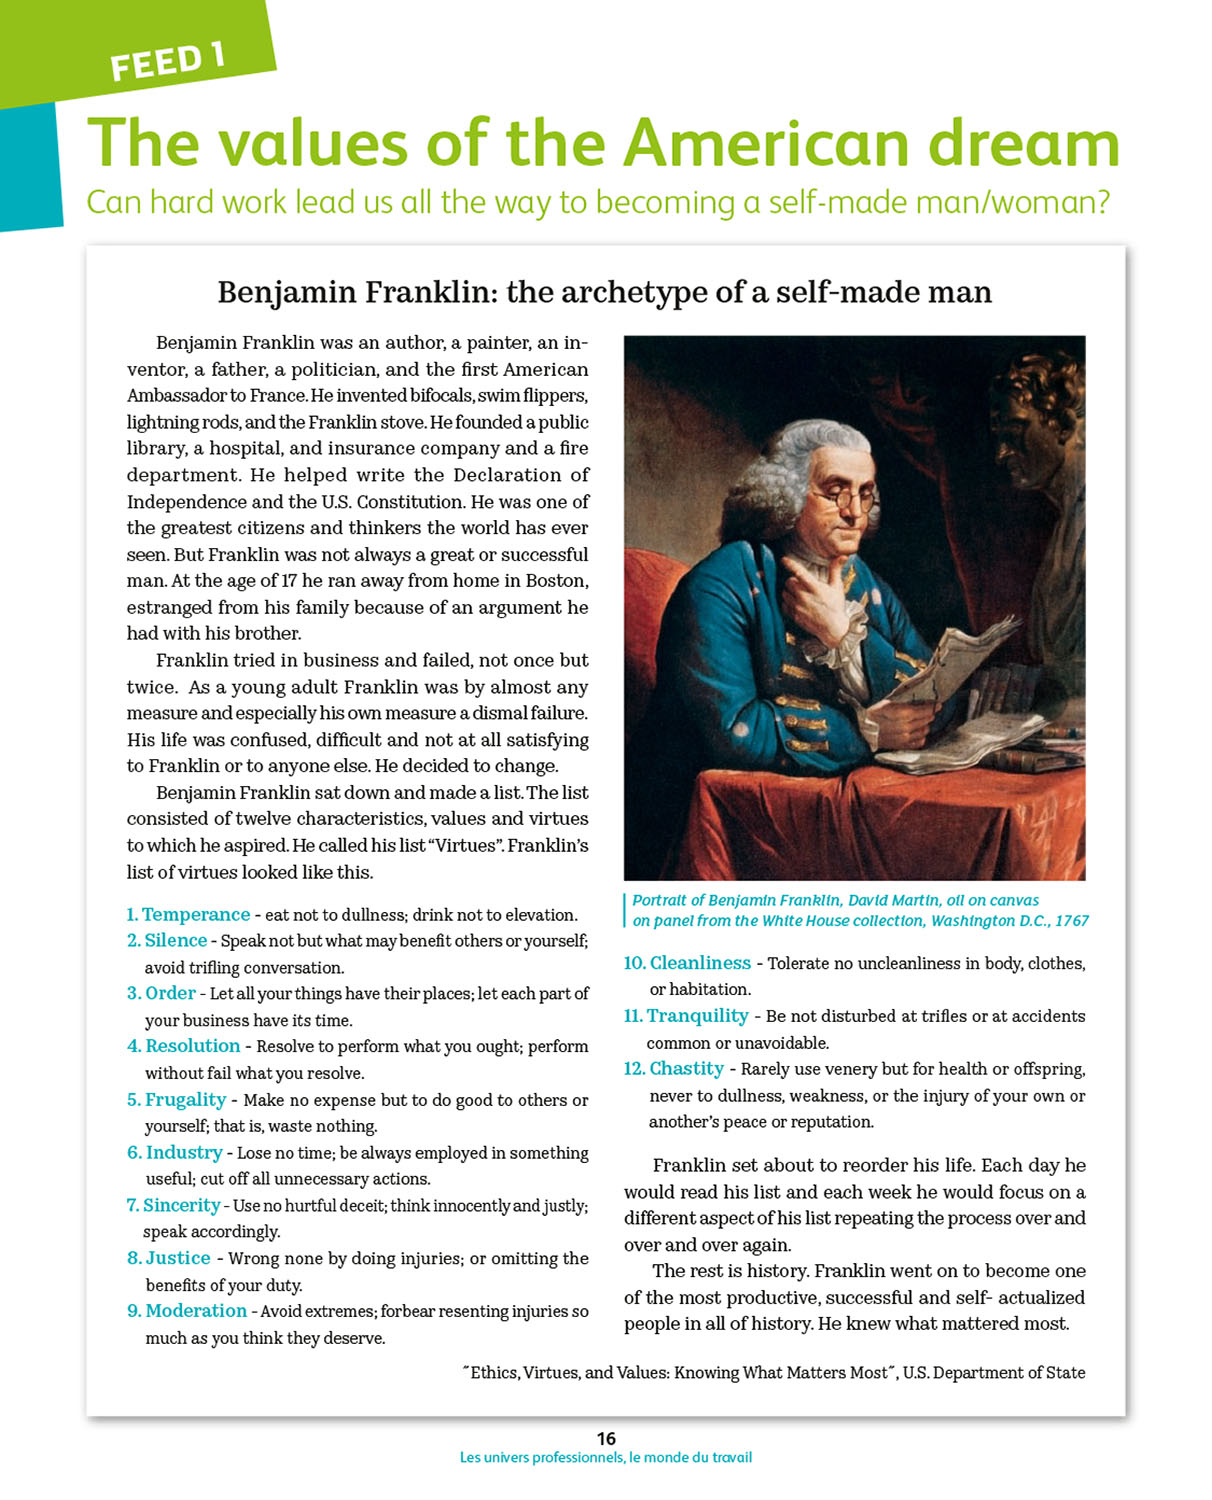 FEED 1
The values of the American dream
Can hard work lead us all the way to becoming a self-made man/woman?
Benjamin Franklin: the archetype of a self-made man
Benjamin Franklin was an author, a painter, an in-
ventor, a father, a politician, and the first American
Ambassador to France. He invented bifocals, swim flippers,
lightning rods, and the Franklin stove. He founded a public
library, a hospital, and insurance company and a fire
department. He helped write the Declaration of
Independence and the U.S. Constitution. He was one of
the greatest citizens and thinkers the world has ever
seen. But Franklin was not always a great or successful
man. At the age of 17 he ran away from home in Boston,
estranged from his family because of an argument he
had with his brother.
Franklin tried in business and failed, not once but
twice. As a young adult Franklin was by almost any
measure and especially his own measure a dismal failure.
His life was confused, difficult and not at all satisfying
to Franklin or to anyone else. He decided to change.
Benjamin Franklin sat down and made a list. The list
consisted of twelve characteristics, values and virtues
to which he aspired. He called his list “Virtues”. Franklin’s
list of virtues looked like this.
1. Temperance - eat not to dullness; drink not to elevation.
2. Silence - Speak not but what may benefit others or yourself;
avoid trifling conversation.
3. Order - Let all your things have their places; let each part of
your business have its time.
4. Resolution - Resolve to perform what you ought; perform
without fail what you resolve.
5. Frugality - Make no expense but to do good to others or
yourself; that is, waste nothing.
6. Industry - Lose no time; be always employed in something
useful; cut off all unnecessary actions.
7. Sincerity - Use no hurtful deceit; think innocently and justly;
speak accordingly.
8. Justice - Wrong none by doing injuries; or omitting the
benefits of your duty.
9. Moderation - Avoid extremes; forbear resenting injuries so
much as you think they deserve.
Portrait of Benjamin Franklin, David Martin, oil on canvas
on panel from the White House collection, Washington D.C., 1767
10. Cleanliness - Tolerate no uncleanliness in body, clothes,
or habitation.
11. Tranquility - Be not disturbed at trifles or at accidents
common or unavoidable.
12. Chastity - Rarely use venery but for health or offspring,
never to dullness, weakness, or the injury of your own or
another’s peace or reputation.
Franklin set about to reorder his life. Each day he
would read his list and each week he would focus on a
different aspect of his list repeating the process over and
over and over again.
The rest is history. Franklin went on to become one
of the most productive, successful and self- actualized
people in all of history. He knew what mattered most.
˝Ethics, Virtues, and Values: Knowing What Matters Most˝, U.S. Department of State
16
Les univers professionnels, le monde du travail